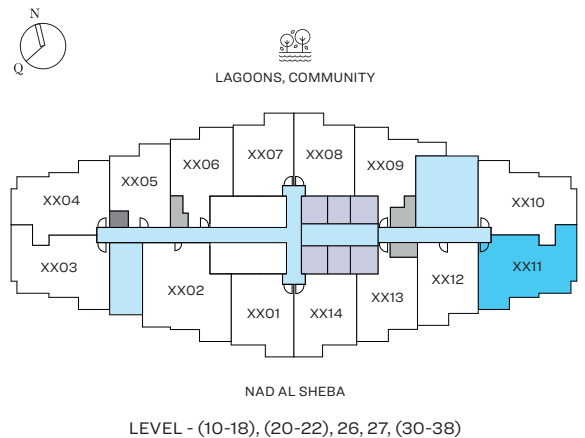 N
Q
LAGOONS, COMMUNITY
XX07
XX08
XX06
XX09
XX05
XX04
XX10
XX03
XX11
XX02
XX12
XX13
XX01
XX14
NAD AL SHEBA
LEVEL - (10-18), (20-22), 26, 27, (30-38)